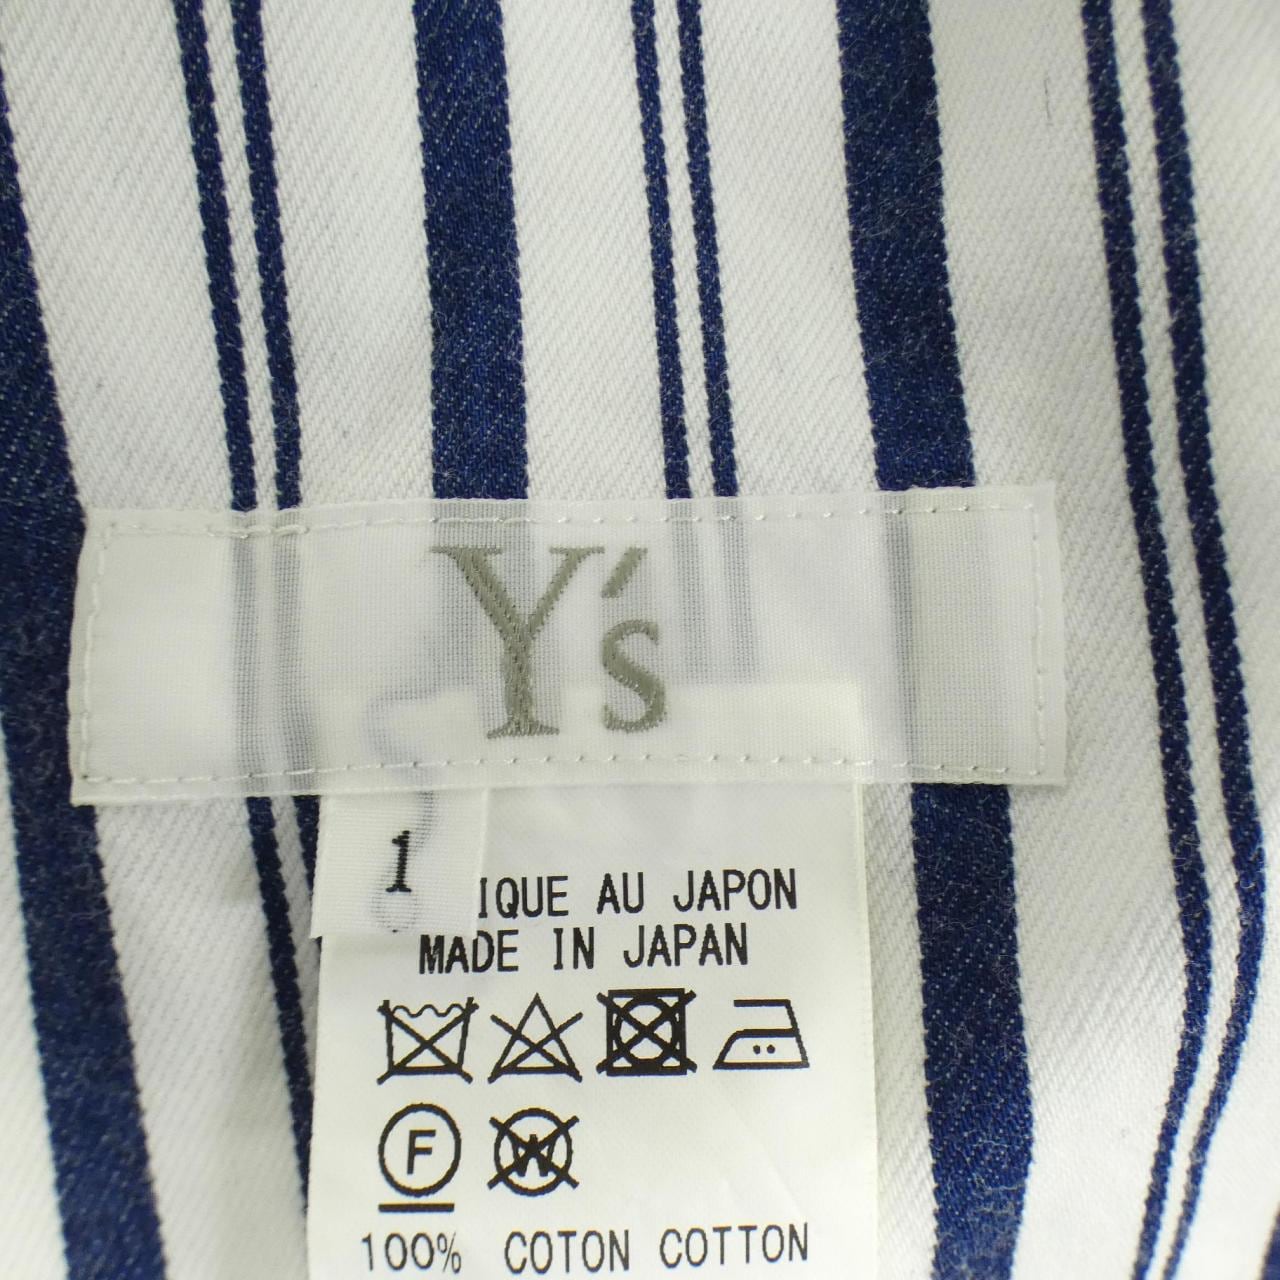 Y's
1
IQUE AU JAPON
MADE IN JAPAN
F W
100% COTON COTTON